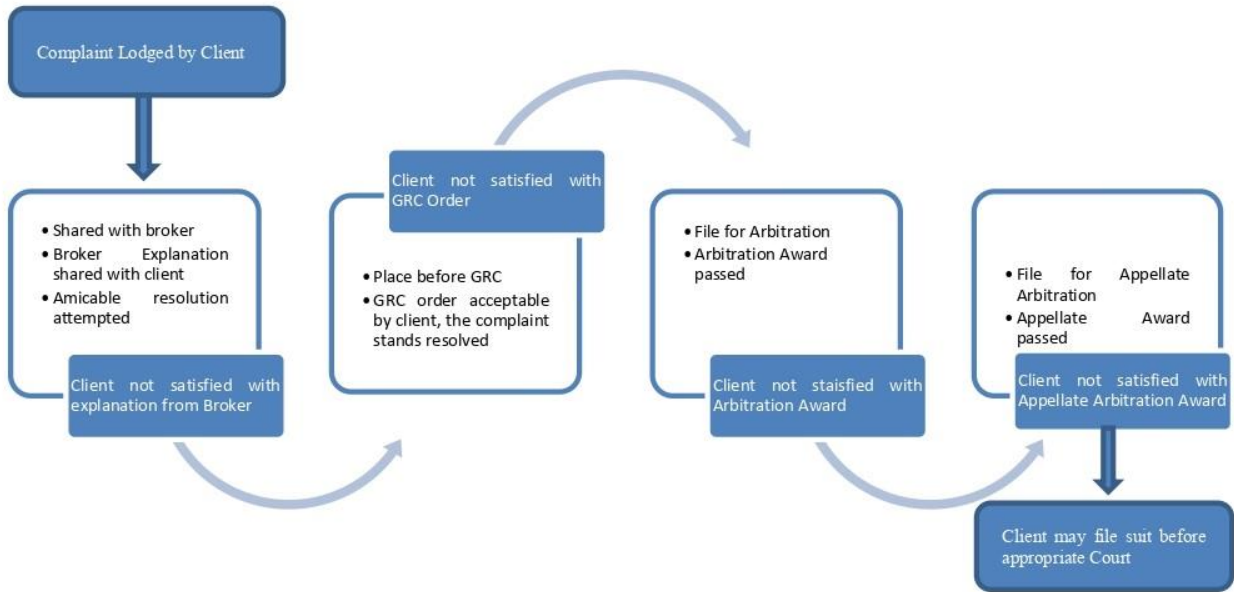 Complaint Lodged by Client
• Shared with broker
• Broker Explanation
shared with client
• Amicable resolution
attempted
Client not satisfied with
explanation from Broker
Client not satisfied with
GRC Order
• Place before GRC
• GRC order acceptable
by client, the complaint
stands resolved
• File for Arbitration
• Arbitration Award
passed
Client not staisfied with
Arbitration Award
• File for Appellate
Arbitration
• Appellate Award
passed
Client not satisfied with
Appellate Arbitration Award
Client may file suit before
appropriate Court